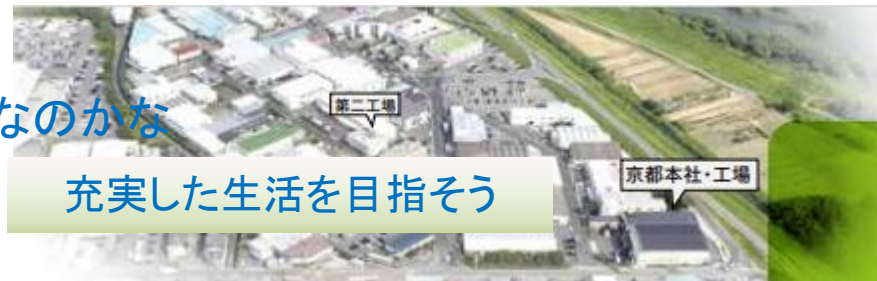 第二工場
なのかな
京都本社・工場
充実した生活を目指そう